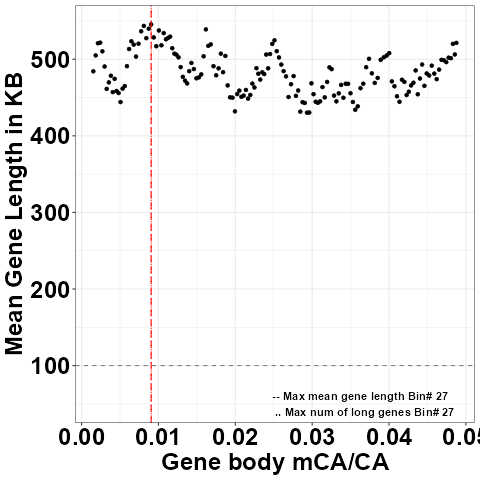 Mean Gene Length in KB
500
400
300
200
100
-- Max mean gene length Bin# 27
.. Max num of long genes Bin# 27
0.00 0.01 0.02 0.03 0.04 0.05
Gene body mCA/CA